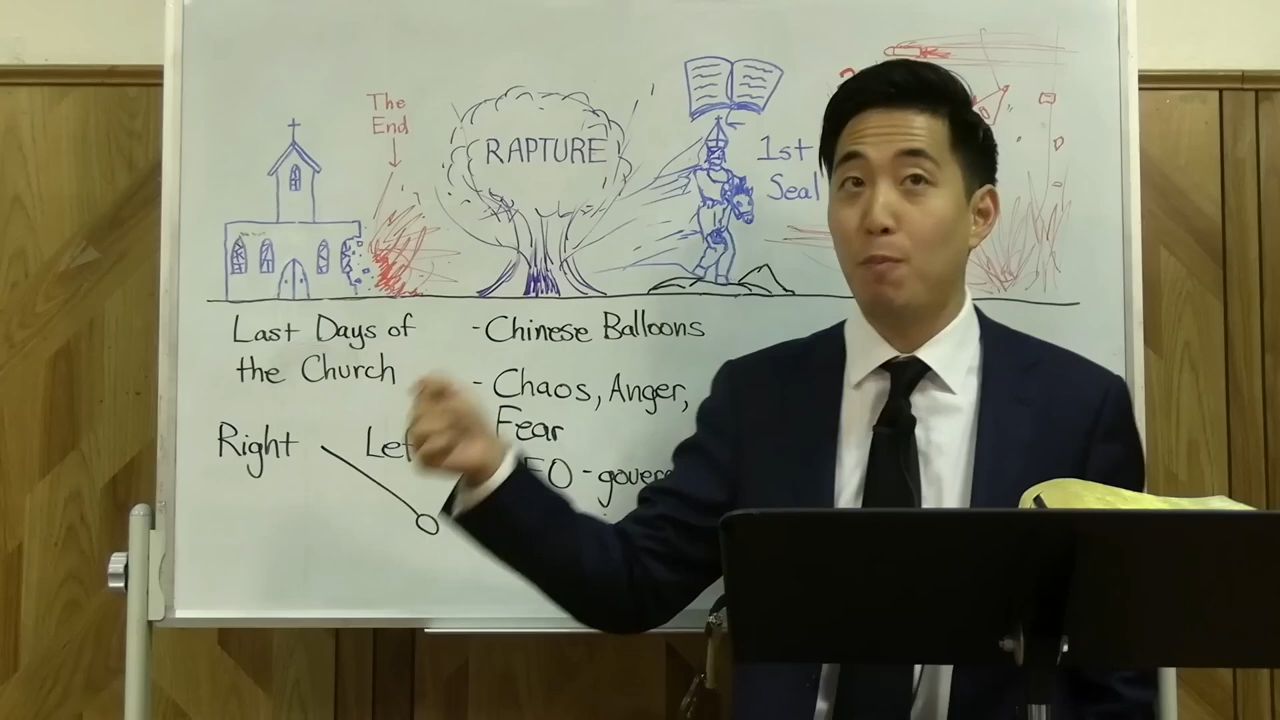 The
End
RAPTURE
1st
Seal
Last Days of
the Church
- Chinese Balloons
- Chaos, Anger,
Fear
Right